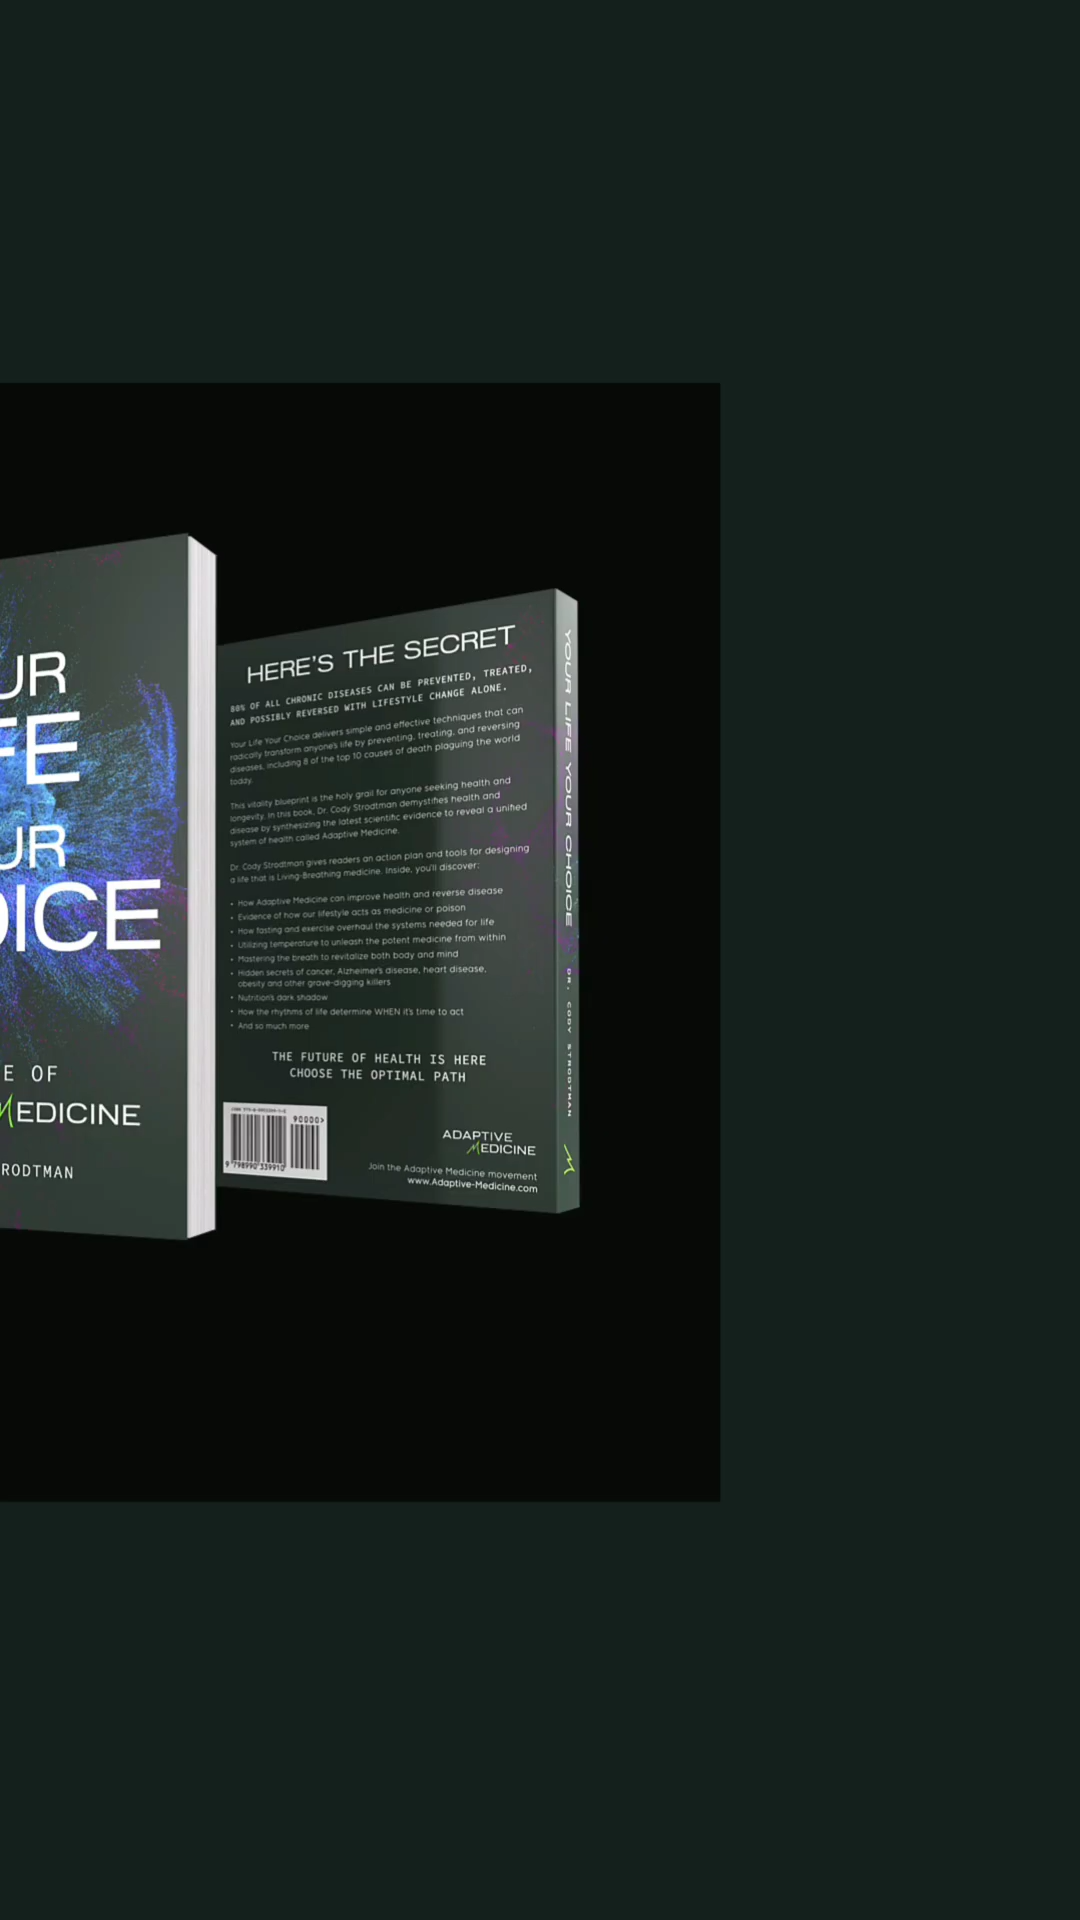 UR
FE
UR
OICE
E OF
MEDICINE
RODTMAN
HERE'S THE SECRET
80% OF ALL CHRONIC DISEASES CAN BE PREVENTED, TREATED,
AND POSSIBLY REVERSED WITH LIFESTYLE CHANGE ALONE.
Your Life Your Choice delivers simple and effective techniques that can
radically transform anyone's life by preventing, treating, and reversing
diseases, including 8 of the top 10 causes of death plaguing the world
today.
This vitality blueprint is the holy grail for anyone seeking health and
longevity. In this book, Dr. Cody Strodtman demystifies health and
disease by synthesizing the latest scientific evidence to reveal a unified
system of health called Adaptive Medicine.
Dr. Cody Strodtman gives readers an action plan and tools for designing
a life that is Living-Breathing medicine. Inside, you'll discover:
• How Adaptive Medicine can improve health and reverse disease
• Evidence of how our lifestyle acts as medicine or poison
• How fasting and exercise overhaul the systems needed for life
• Utilizing temperature to unleash the potent medicine from within
• Mastering the breath to revitalize both body and mind
• Hidden secrets of cancer, Alzheimer's disease, heart disease,
obesity and other grave-digging killers
• Nutrition's dark shadow
• How the rhythms of life determine WHEN it's time to act
• And so much more
THE FUTURE OF HEALTH IS HERE
CHOOSE THE OPTIMAL PATH
90000>
9 798990 339910
ADAPTIVE
MEDICINE
Join the Adaptive Medicine movement
www.Adaptive-Medicine.com
YOUR LIFE YOUR CHOICE DR. CODY STRODTMAN M